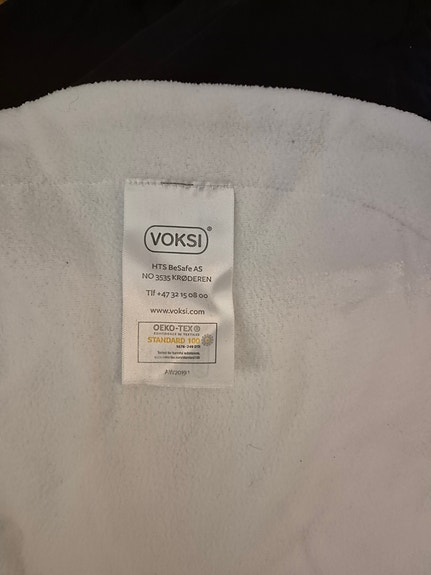 VOKSI®
HTS BeSafe AS
NO 3535 KRØDEREN
Tlf +47 32 15 08 00
www.voksi.com
OEKO-TEX®
STANDARD 100